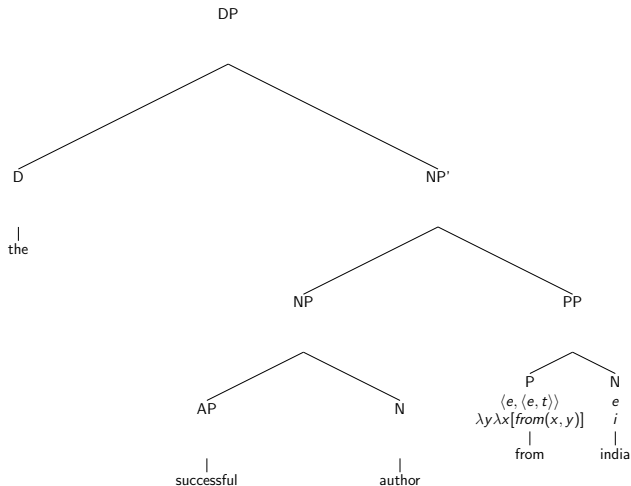 DP
D NP'
the
NP PP
P N
⟨e, ⟨e, t⟩⟩ e
AP N
λyλx[from(x, y)] i
from india
successful author